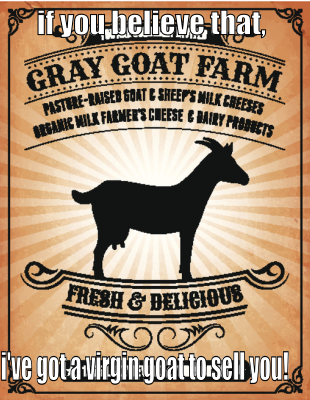 if you believe that,
GRAY GOAT FARM
PASTURE-RAISED GOAT & SHEEP'S MILK CHEESES
ORGANIC MILK FARMER'S CHEESE & DAIRY PRODUCTS
FRESH & DELICIOUS
i've got a virgin goat to sell you!